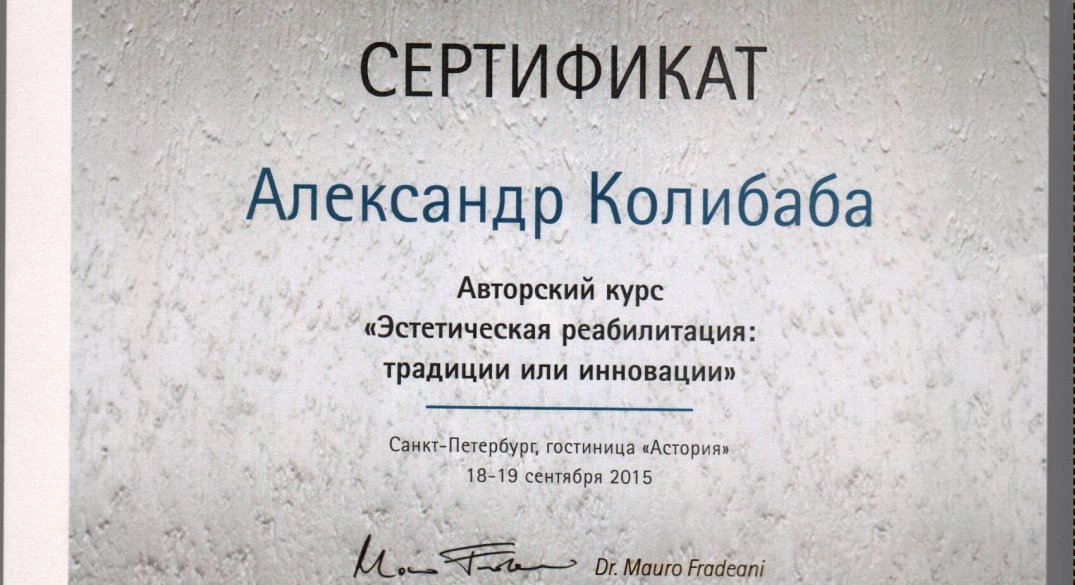 СЕРТИФИКАТ
Александр Колибаба
Авторский курс
«Эстетическая реабилитация:
традиции или инновации»
Санкт-Петербург, гостиница «Астория»
18-19 сентября 2015
Dr. Mauro Fradeani